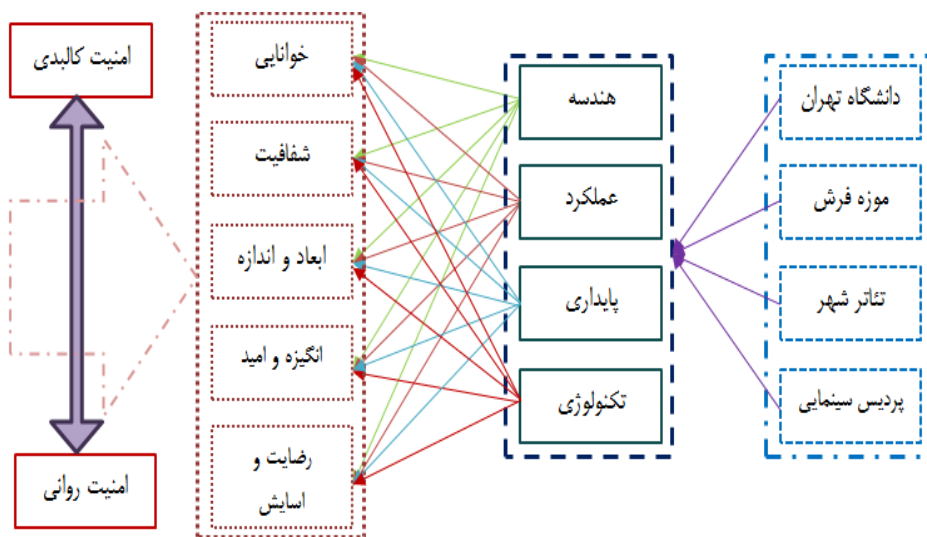 دانشگاه تهران
موزه فرش
تئاتر شهر
پردیس سینمایی
هندسه
عملکرد
پایداری
تکنولوژی
خوانایی
شفافیت
ابعاد و اندازه
انگیزه و امید
رضایت و
اسایش
امنیت کالبدی
امنیت روانی